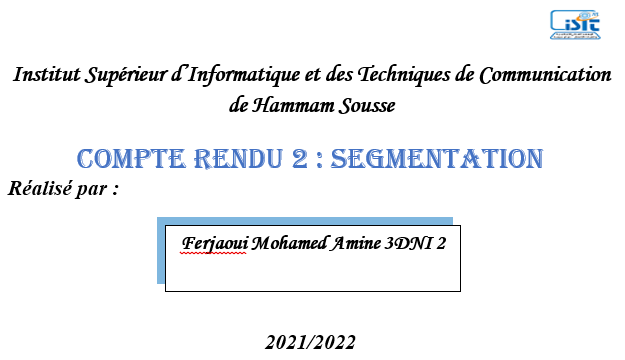 isitc
Institut Supérieur d'Informatique et des Techniques de Communication
de Hammam Sousse
COMPTE RENDU 2 : SEGMENTATION
Réalisé par :
Ferjaoui Mohamed Amine 3DNI 2
2021/2022